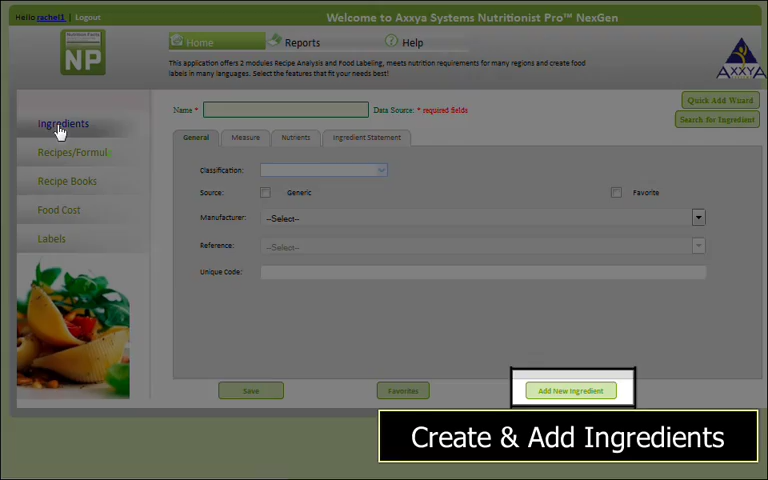 Hello rachel1 | Logout
Welcome to Axxya Systems Nutritionist Pro™ NexGen
NP
Home
Reports
Help
AXXYA
This application offers 2 modules Recipe Analysis and Food Labeling, meets nutrition requirements for many regions and create food
labels in many languages. Select the features that fit your needs best!
Ingredients
Recipes/Formul
Recipe Books
Food Cost
Labels
Name *
Data Source: * required fields
Quick Add Wizard
Search for Ingredient
General
Measure
Nutrients
Ingredient Statement
Classification:
Source:
Generic
Favorite
Manufacturer:
--Select--
Reference:
--Select--
Unique Code:
Save
Favorites
Add New Ingredient
Create & Add Ingredients